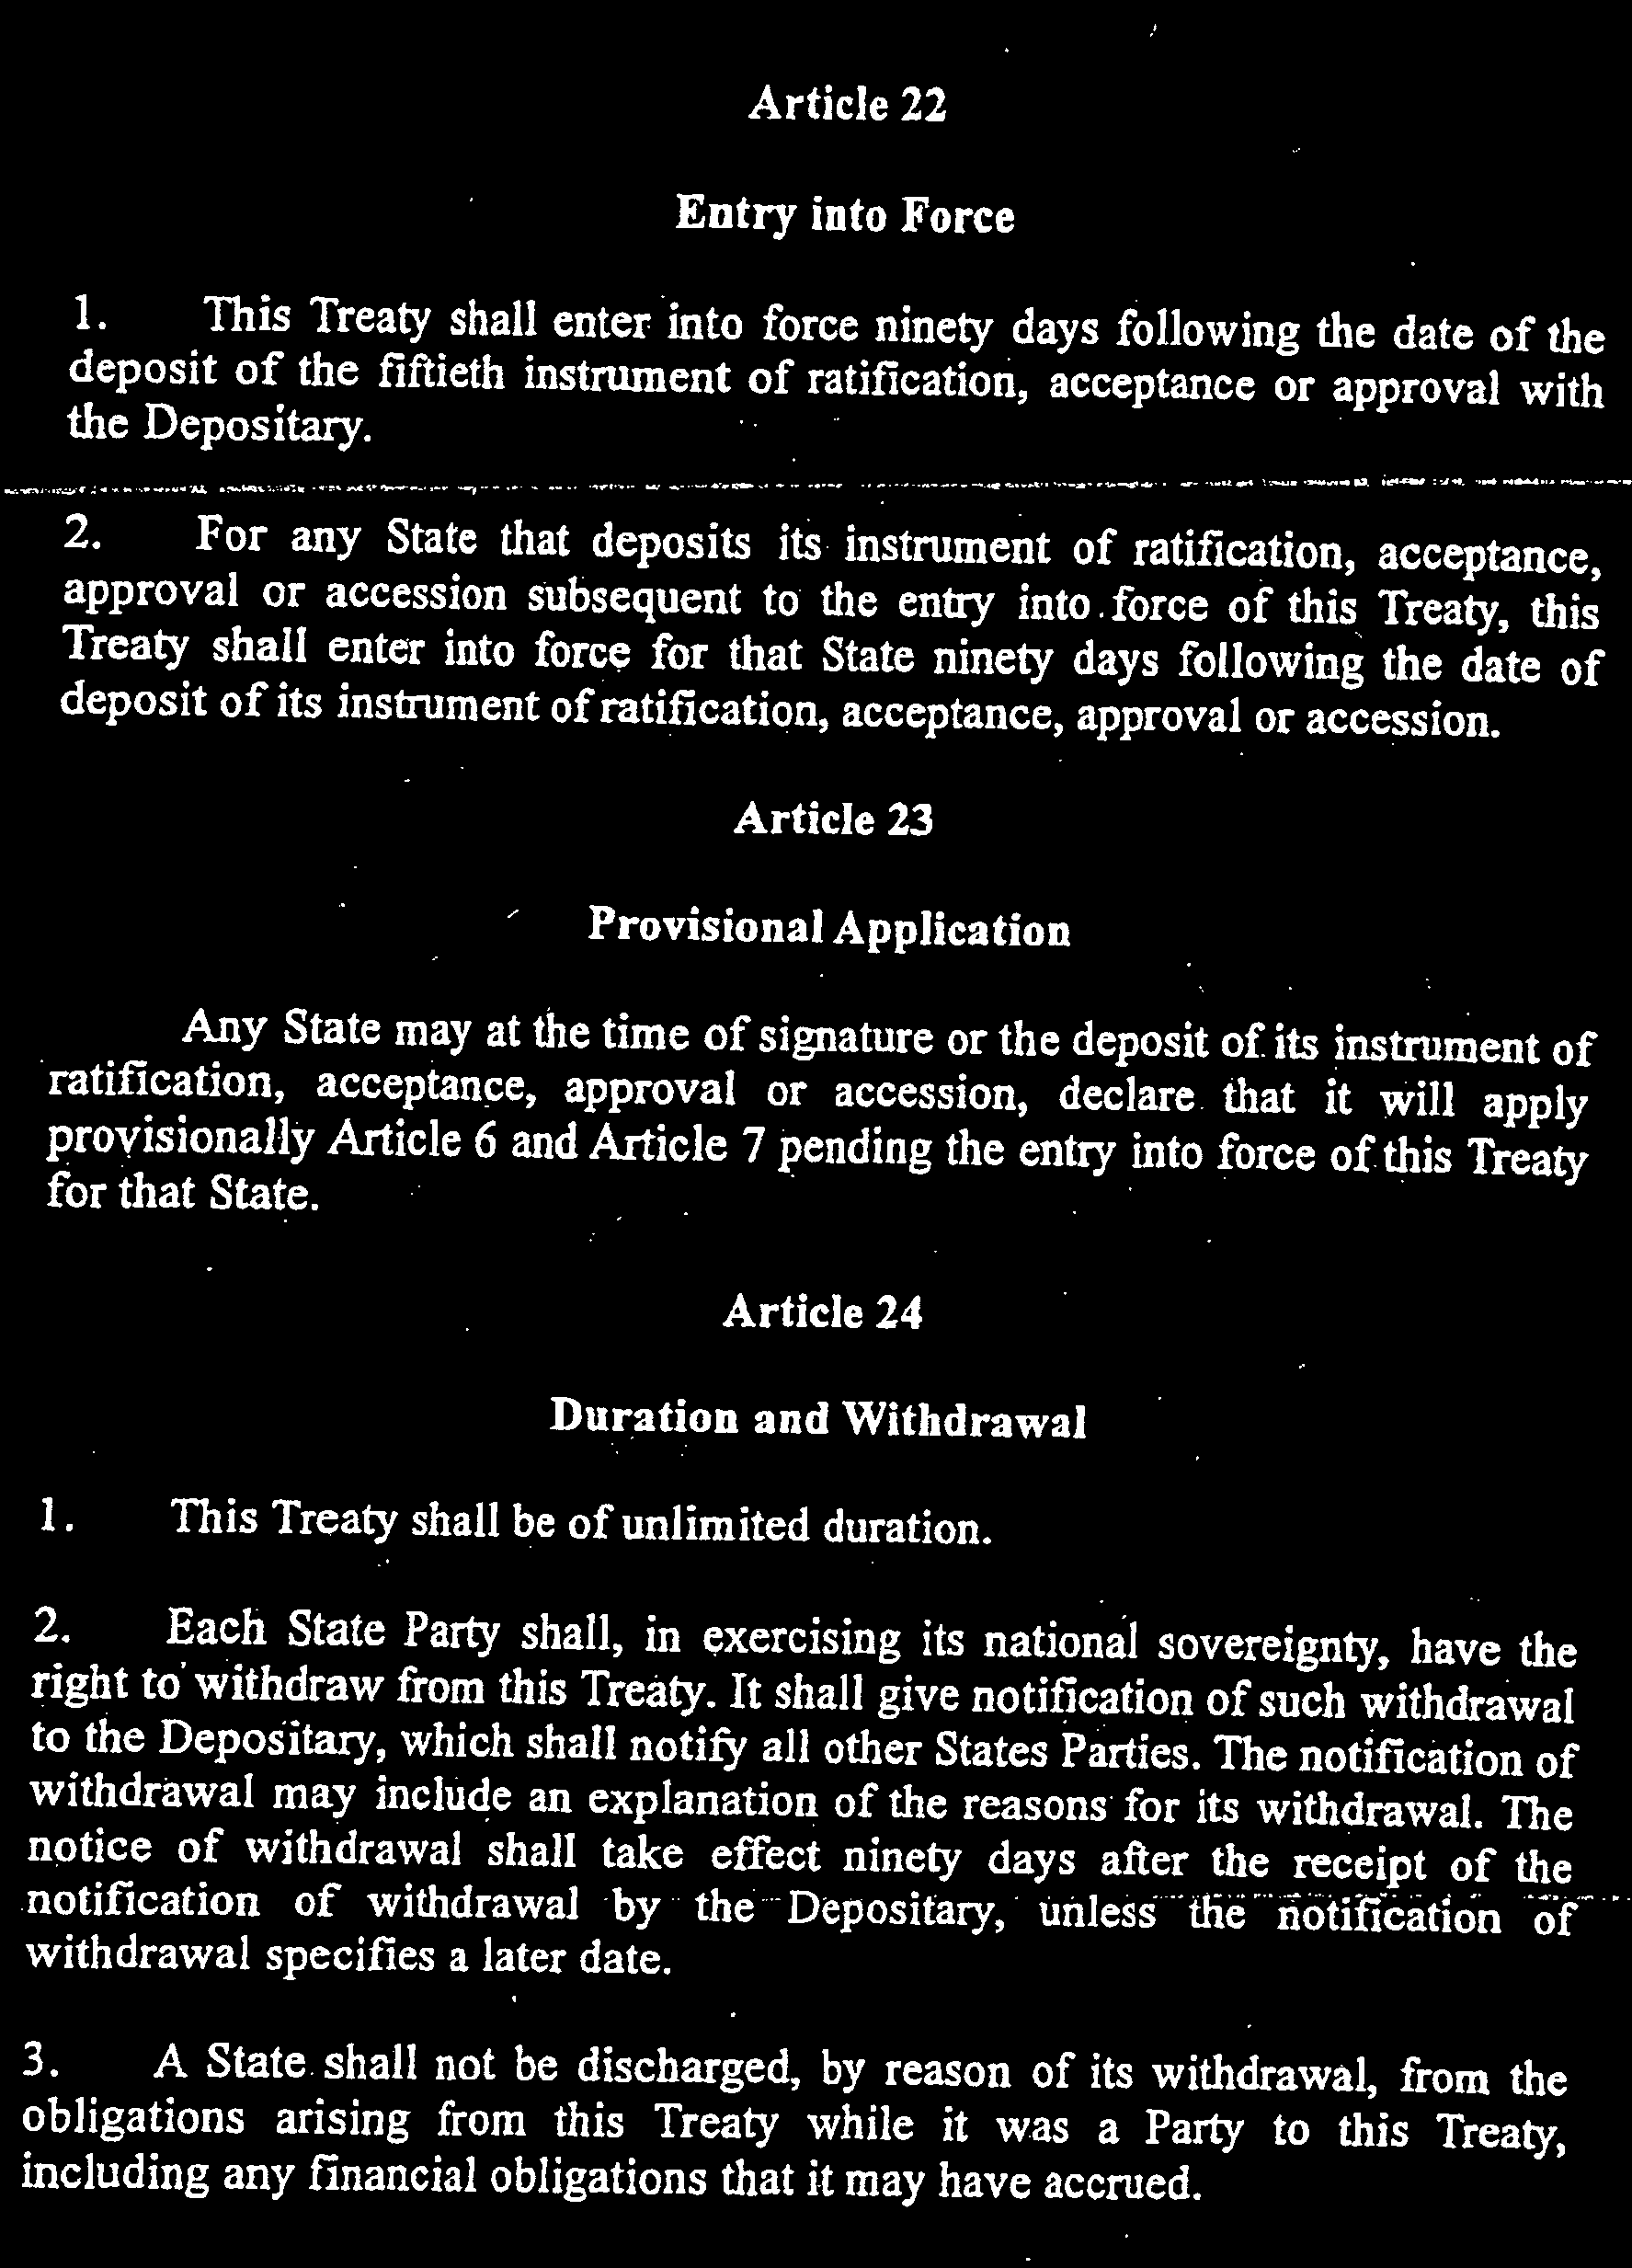 Article 22
Entry into Force
1. This Treaty shall enter into force ninety days following the date of the
deposit of the fiftieth instrument of ratification, acceptance or approval with
the Depositary.
2. For any State that deposits its instrument of ratification, acceptance,
approval or accession subsequent to the entry into force of this Treaty, this
Treaty shall enter into force for that State ninety days following the date of
deposit of its instrument of ratification, acceptance, approval or accession.
Article 23
Provisional Application
Any State may at the time of signature or the deposit of its instrument of
ratification, acceptance, approval or accession, declare that it will apply
provisionally Article 6 and Article 7 pending the entry into force of this Treaty
for that State.
Article 24
Duration and Withdrawal
1. This Treaty shall be of unlimited duration.
2. Each State Party shall, in exercising its national sovereignty, have the
right to withdraw from this Treaty. It shall give notification of such withdrawal
to the Depositary, which shall notify all other States Parties. The notification of
withdrawal may include an explanation of the reasons for its withdrawal. The
notice of withdrawal shall take effect ninety days after the receipt of the
notification of withdrawal by the Depositary, unless the notification of
withdrawal specifies a later date.
3. A State shall not be discharged, by reason of its withdrawal, from the
obligations arising from this Treaty while it was a Party to this Treaty,
including any financial obligations that it may have accrued.